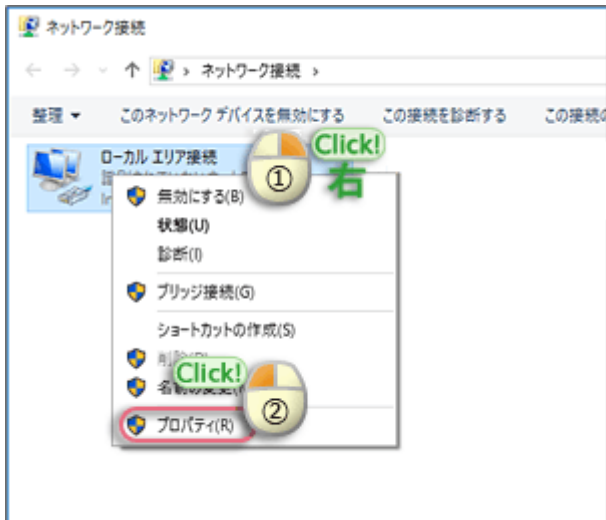 ネットワーク接続
ネットワーク接続
整理 このネットワーク デバイスを無効にする この接続を診断する この接続の
ローカル エリア接続
Click!
① 右
無効にする(B)
状態(U)
診断(I)
ブリッジ接続(G)
ショートカットの作成(S)
Click!
②
プロパティ(R)